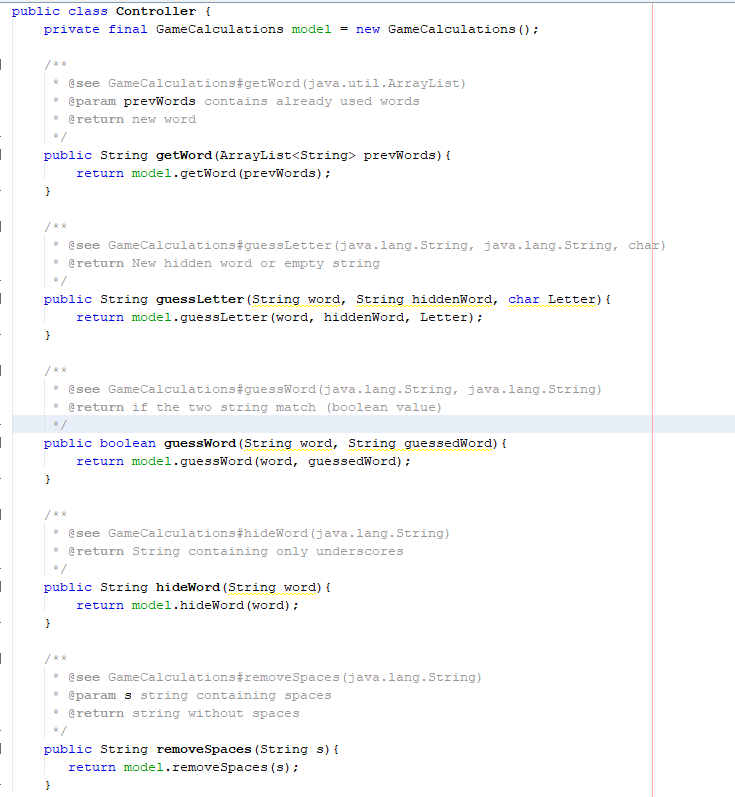 public class Controller {
    private final GameCalculations model = new GameCalculations();

    /**
     * @see GameCalculations#getWord(java.util.ArrayList)
     * @param prevWords contains already used words
     * @return new word
     */
    public String getWord(ArrayList<String> prevWords){
        return model.getWord(prevWords);
    }

    /**
     * @see GameCalculations#guessLetter(java.lang.String, java.lang.String, char)
     * @return New hidden word or empty string
     */
    public String guessLetter(String word, String hiddenWord, char Letter){
        return model.guessLetter(word, hiddenWord, Letter);
    }

    /**
     * @see GameCalculations#guessWord(java.lang.String, java.lang.String)
     * @return if the two string match (boolean value)
     */
    public boolean guessWord(String word, String guessedWord){
        return model.guessWord(word, guessedWord);
    }

    /**
     * @see GameCalculations#hideWord(java.lang.String)
     * @return String containing only underscores
     */
    public String hideWord(String word){
        return model.hideWord(word);
    }

    /**
     * @see GameCalculations#removeSpaces(java.lang.String)
     * @param s string containing spaces
     * @return string without spaces
     */
    public String removeSpaces(String s){
       return model.removeSpaces(s);
    }